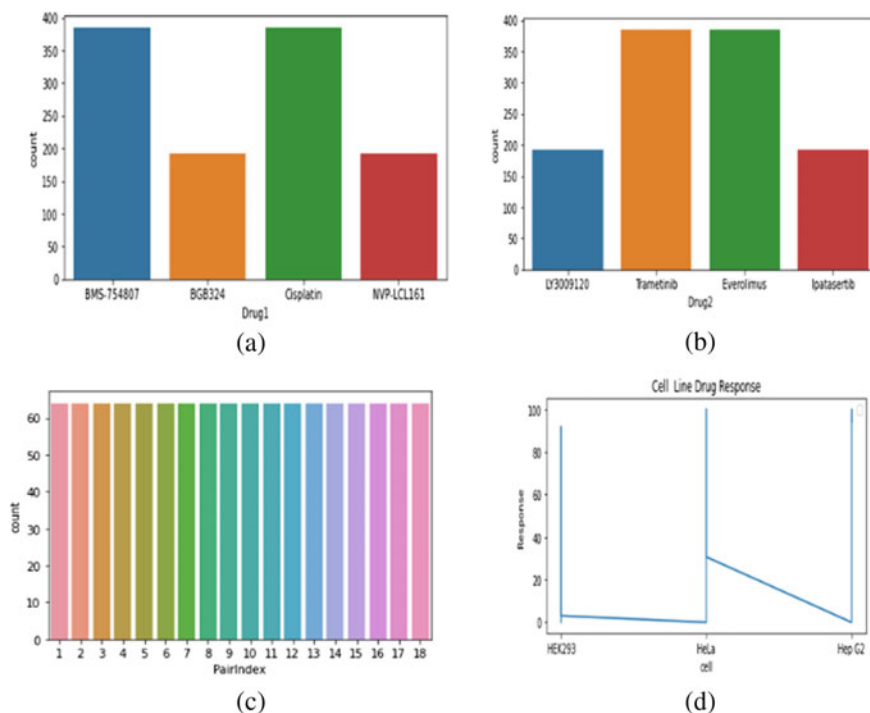 400
350
300
250
200
150
100
50
0
count
BMS-754807 BGB324 Cisplatin NVP-LCL161
Drug1
(a)
400
350
300
250
200
150
100
50
0
count
LY3009120 Trametinib Everolimus Ipatasertib
Drug2
(b)
60
50
40
30
20
10
0
count
1 2 3 4 5 6 7 8 9 10 11 12 13 14 15 16 17 18
PairIndex
(c)
Cell Line Drug Response
100
80
60
40
20
0
Response
HEK293 HeLa Hep G2
cell
(d)